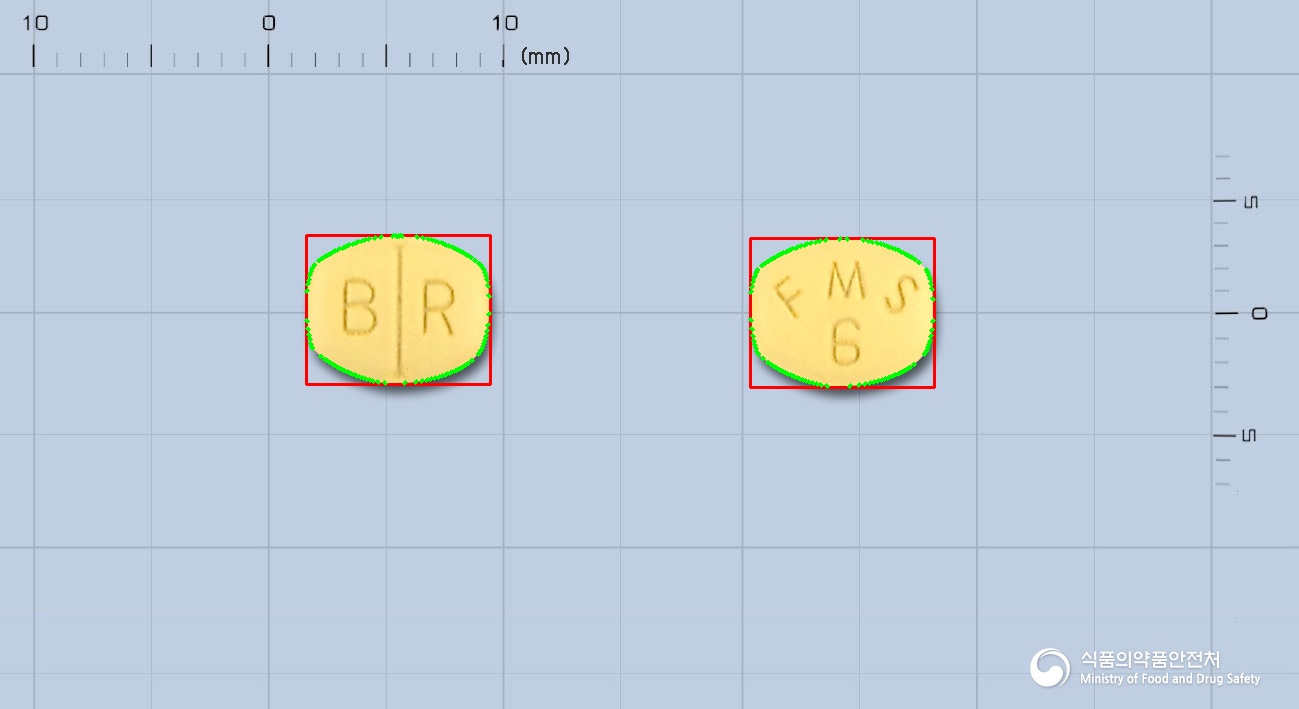 10 0 10
(mm)
B R
F M S
6
5
0
5
식품의약품안전처
Ministry of Food and Drug Safety